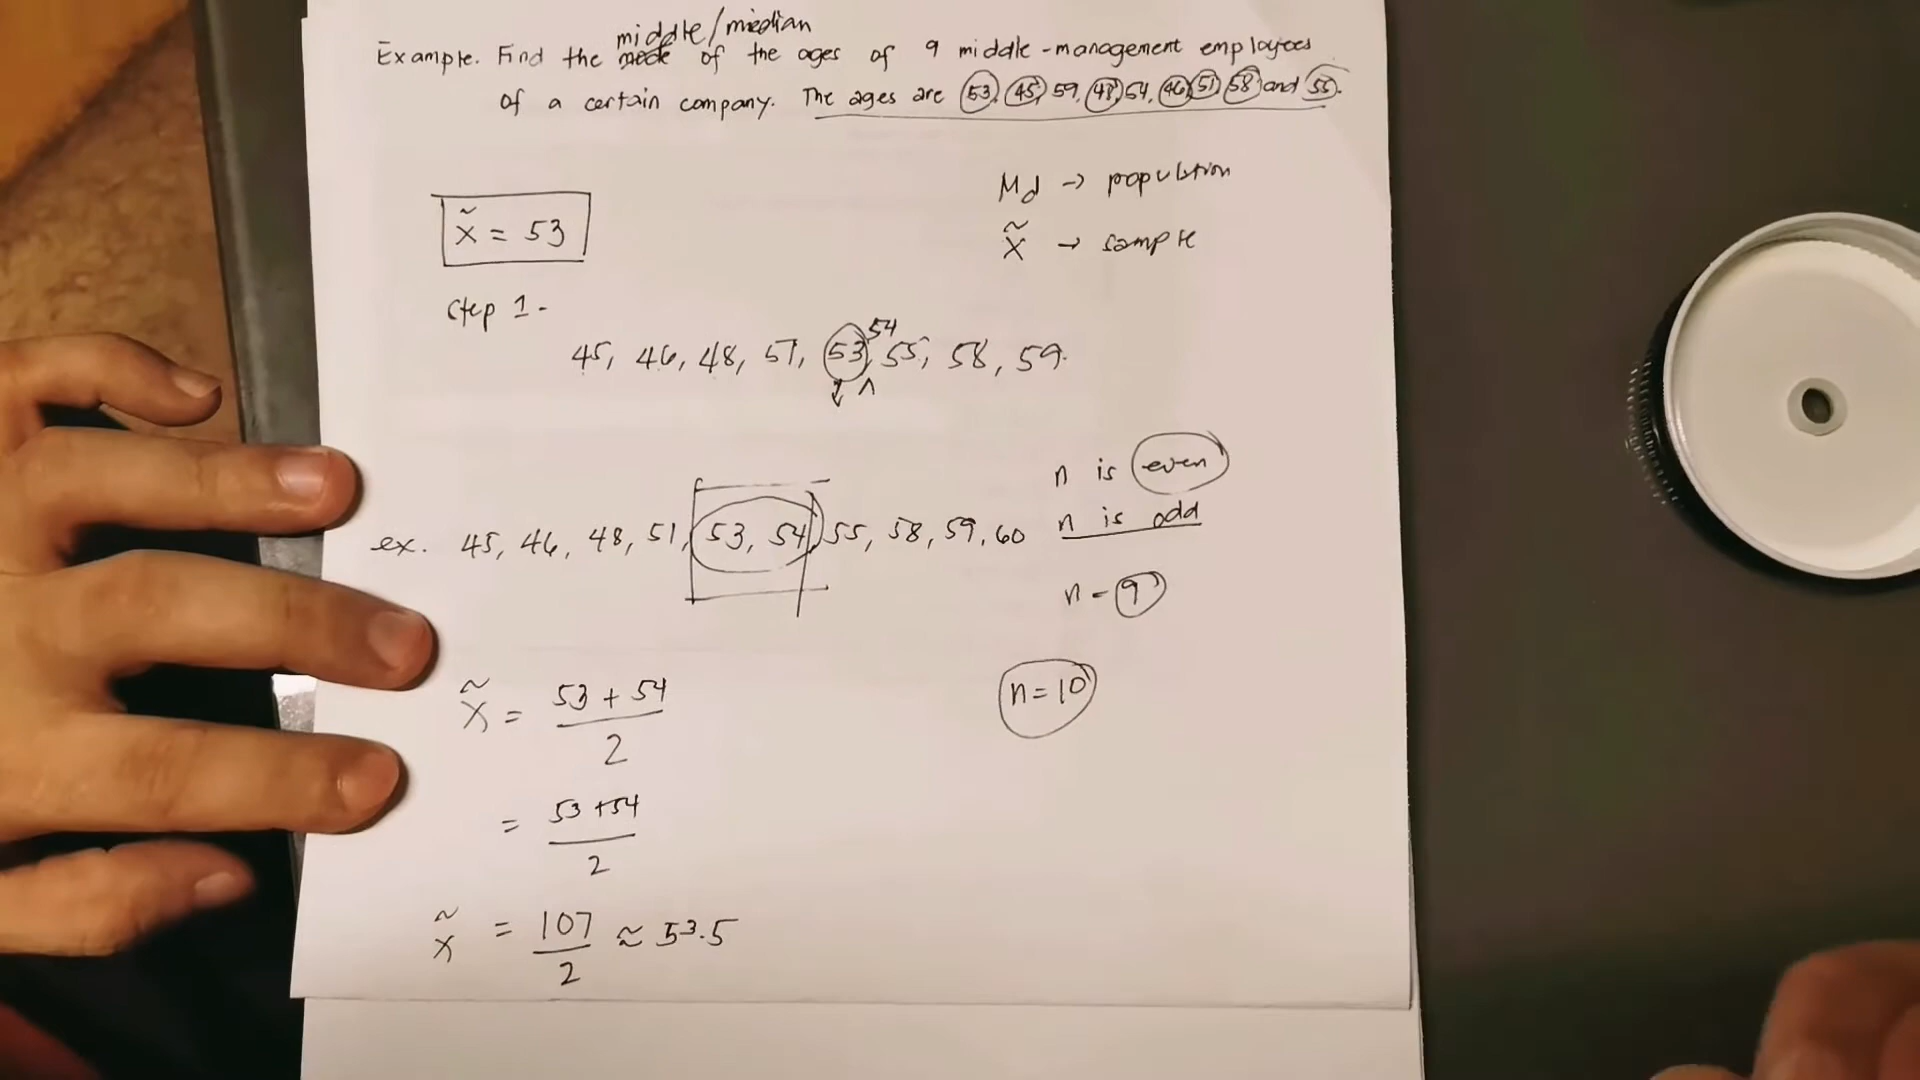 middle/median
Example. Find the mode of the ages of 9 middle-management employees
of a certain company. The ages are 53, 45, 59, 48, 54, 46, 51, 58 and 55.
x̃ = 53
Md → population
x̃ → sample
Step 1-
54
45, 46, 48, 51, 53, 55, 58, 59.
n is even
n is odd
ex. 45, 46, 48, 51, 53, 54, 55, 58, 59, 60
n = 9
n = 10
x̃ = 53 + 54
2
= 53 + 54
2
x̃ = 107 ≈ 53.5
2